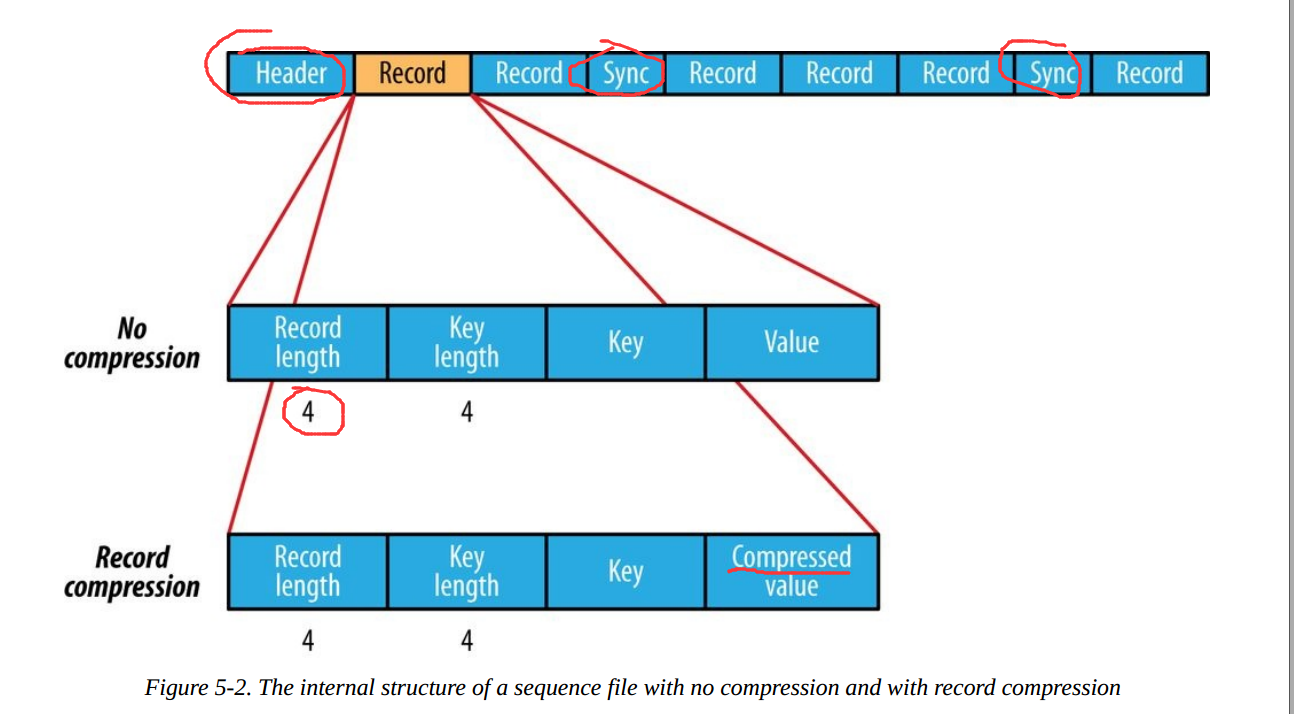 Header Record Record Sync Record Record Record Sync Record
No
compression
Record
length
Key
length
Key
Value
4 4
Record
compression
Record
length
Key
length
Key
Compressed
value
4 4
Figure 5-2. The internal structure of a sequence file with no compression and with record compression